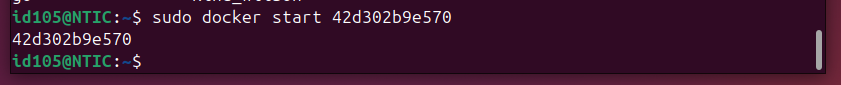 id105@NTIC:~$ sudo docker start 42d302b9e570
42d302b9e570
id105@NTIC:~$